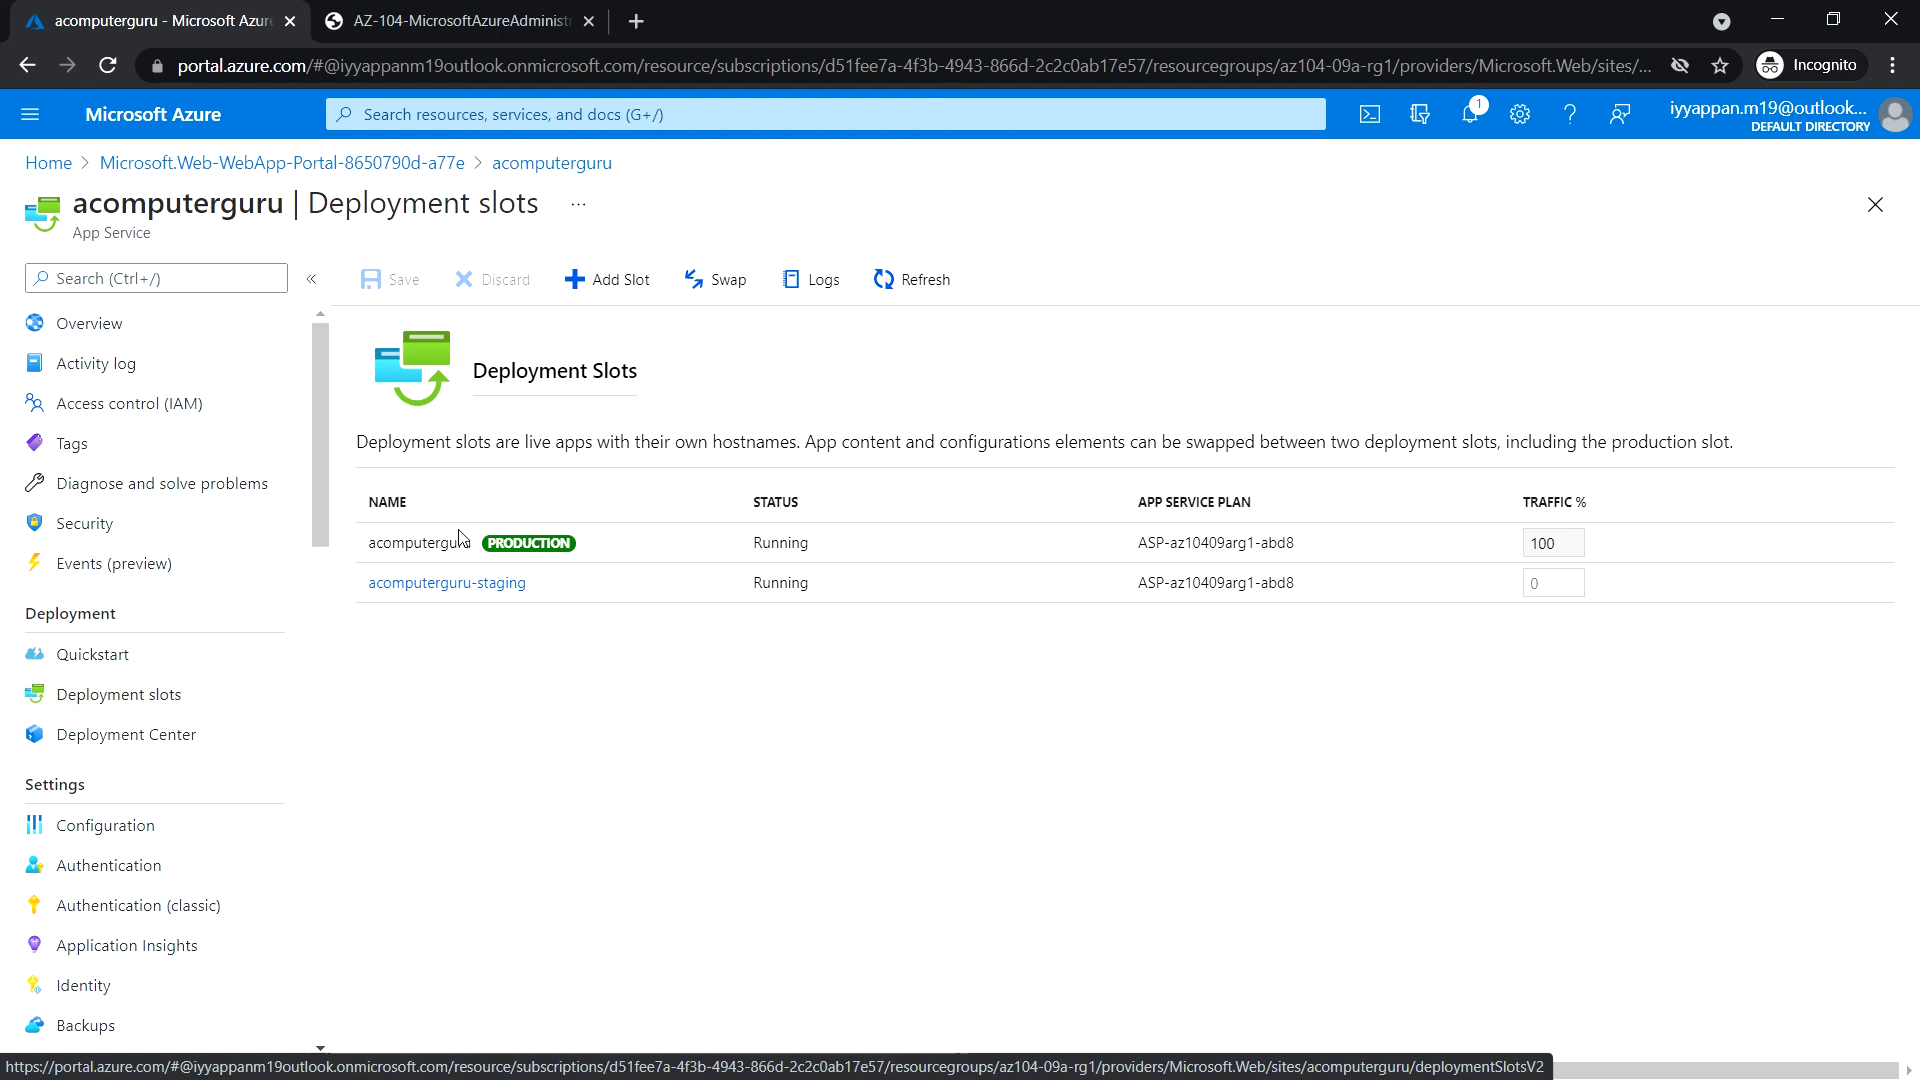 acomputerguru - Microsoft Azur
AZ-104-MicrosoftAzureAdminist
portal.azure.com/#@iyyappanm19outlook.onmicrosoft.com/resource/subscriptions/d51fee7a-4f3b-4943-866d-2c2c0ab17e57/resourcegroups/az104-09a-rg1/providers/Microsoft.Web/sites/...
Incognito
Microsoft Azure
Search resources, services, and docs (G+/)
1
iyyappan.m19@outlook...
DEFAULT DIRECTORY
Home > Microsoft.Web-WebApp-Portal-8650790d-a77e > acomputerguru
acomputerguru | Deployment slots ...
App Service
Search (Ctrl+/)
«
Save
Discard
Add Slot
Swap
Logs
Refresh
Overview
Activity log
Access control (IAM)
Tags
Diagnose and solve problems
Security
Events (preview)
Deployment
Quickstart
Deployment slots
Deployment Center
Settings
Configuration
Authentication
Authentication (classic)
Application Insights
Identity
Backups
Deployment Slots
Deployment slots are live apps with their own hostnames. App content and configurations elements can be swapped between two deployment slots, including the production slot.
NAME STATUS APP SERVICE PLAN TRAFFIC %
acomputerguru PRODUCTION Running ASP-az10409arg1-abd8 100
acomputerguru-staging Running ASP-az10409arg1-abd8 0
https://portal.azure.com/#@iyyappanm19outlook.onmicrosoft.com/resource/subscriptions/d51fee7a-4f3b-4943-866d-2c2c0ab17e57/resourcegroups/az104-09a-rg1/providers/Microsoft.Web/sites/acomputerguru/deploymentSlotsV2